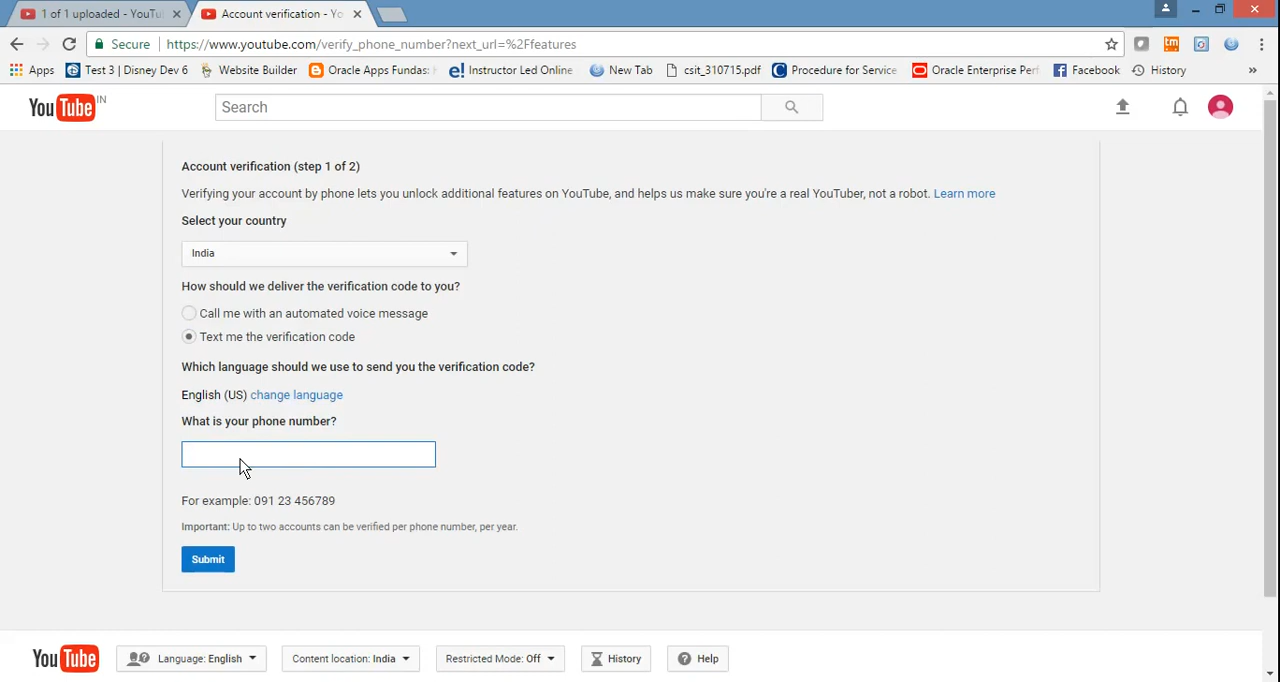 1 of 1 uploaded - YouTu
Account verification - Yo
Secure https://www.youtube.com/verify_phone_number?next_url=%2Ffeatures
Apps Test 3 | Disney Dev 6 Website Builder Oracle Apps Fundas: Instructor Led Online New Tab csit_310715.pdf Procedure for Service Oracle Enterprise Perf Facebook History »
YouTube IN
Search
Account verification (step 1 of 2)
Verifying your account by phone lets you unlock additional features on YouTube, and helps us make sure you're a real YouTuber, not a robot. Learn more
Select your country
India
How should we deliver the verification code to you?
Call me with an automated voice message
Text me the verification code
Which language should we use to send you the verification code?
English (US) change language
What is your phone number?
For example: 091 23 456789
Important: Up to two accounts can be verified per phone number, per year.
Submit
YouTube Language: English Content location: India Restricted Mode: Off History Help